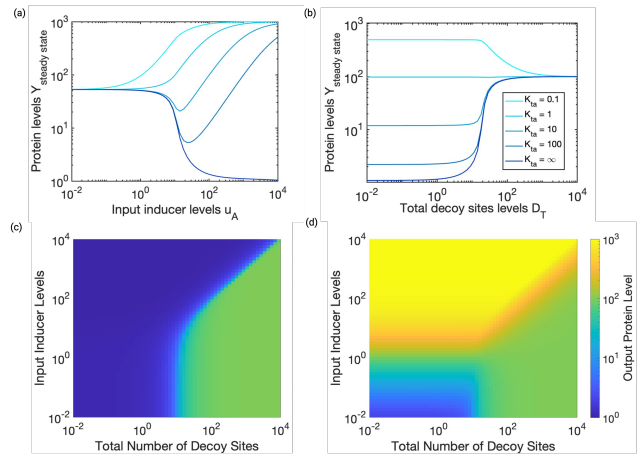 (a)
(b)
10^3
10^2
10^1
10^0
Protein levels Y_steady state
10^-2
10^0
10^2
10^4
Input inducer levels u_A
10^3
10^2
10^1
Protein levels Y_steady state
K_ta = 0.1
K_ta = 1
K_ta = 10
K_ta = 100
K_ta = ∞
10^-2
10^0
10^2
10^4
Total decoy sites levels D_T
(c)
(d)
10^4
10^2
10^0
10^-2
Input Inducer Levels
10^-2
10^0
10^2
10^4
Total Number of Decoy Sites
10^4
10^2
10^0
10^-2
Input Inducer Levels
10^-2
10^0
10^2
10^4
Total Number of Decoy Sites
10^3
10^2
10^1
10^0
Output Protein Level